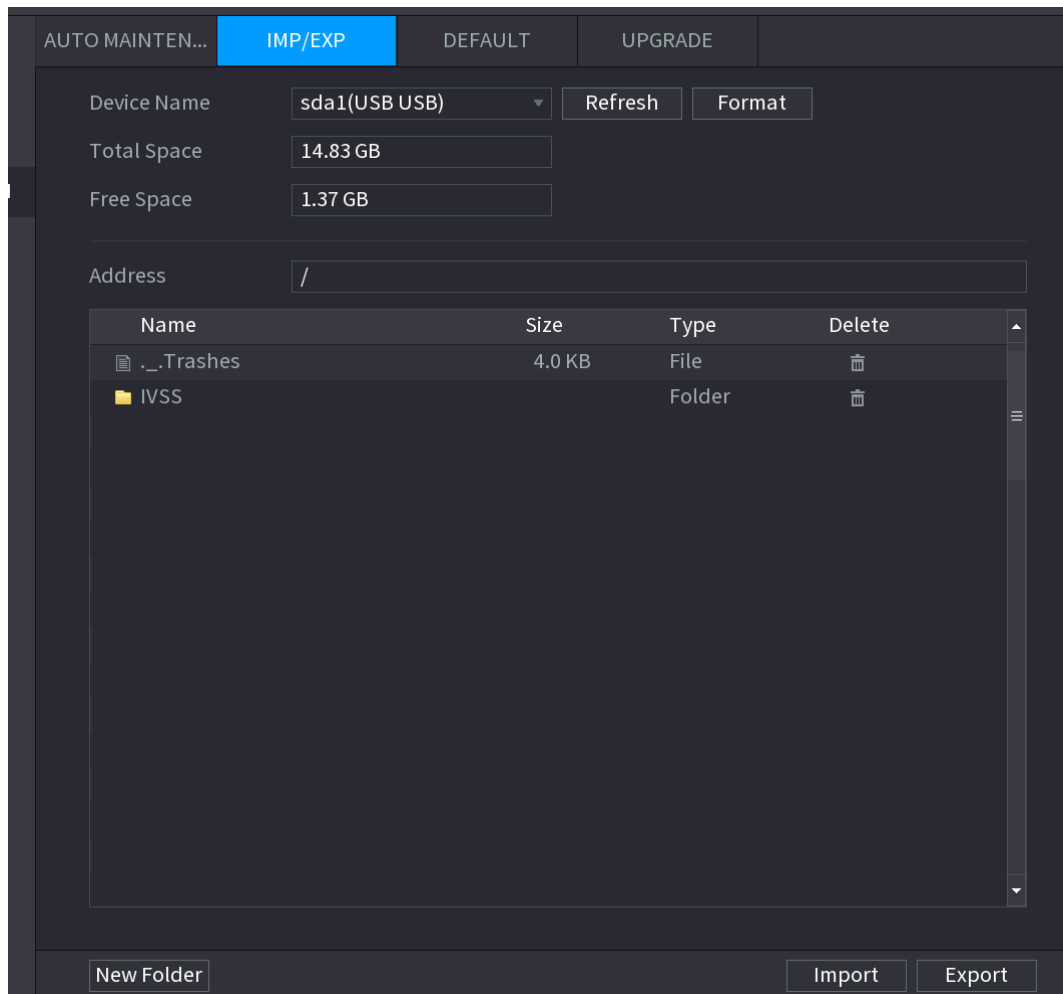 AUTO MAINTEN... IMP/EXP DEFAULT UPGRADE
Device Name sda1(USB USB) Refresh Format
Total Space 14.83 GB
Free Space 1.37 GB
Address /
Name Size Type Delete
._.Trashes 4.0 KB File
IVSS Folder
New Folder Import Export